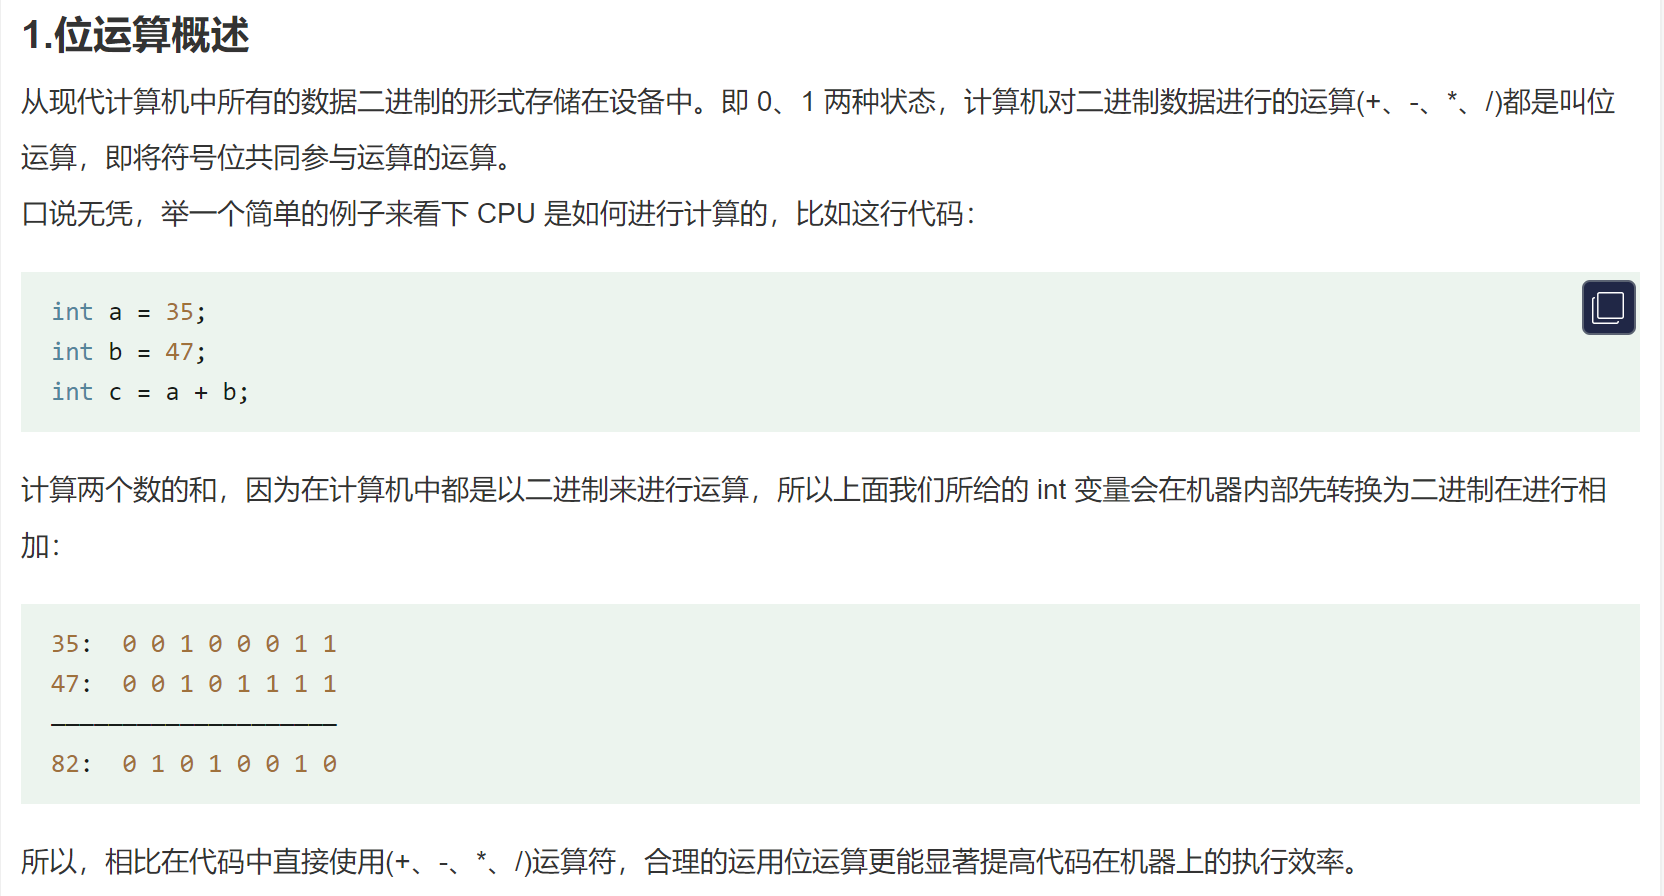 1.位运算概述
从现代计算机中所有的数据二进制的形式存储在设备中。即 0、1 两种状态，计算机对二进制数据进行的运算(+、-、*、/)都是叫位
运算，即将符号位共同参与运算的运算。
口说无凭，举一个简单的例子来看下 CPU 是如何进行计算的，比如这行代码：
int a = 35;
int b = 47;
int c = a + b;
计算两个数的和，因为在计算机中都是以二进制来进行运算，所以上面我们所给的 int 变量会在机器内部先转换为二进制在进行相
加：
35:  0 0 1 0 0 0 1 1
47:  0 0 1 0 1 1 1 1
————————————————————
82:  0 1 0 1 0 0 1 0
所以，相比在代码中直接使用(+、-、*、/)运算符，合理的运用位运算更能显著提高代码在机器上的执行效率。